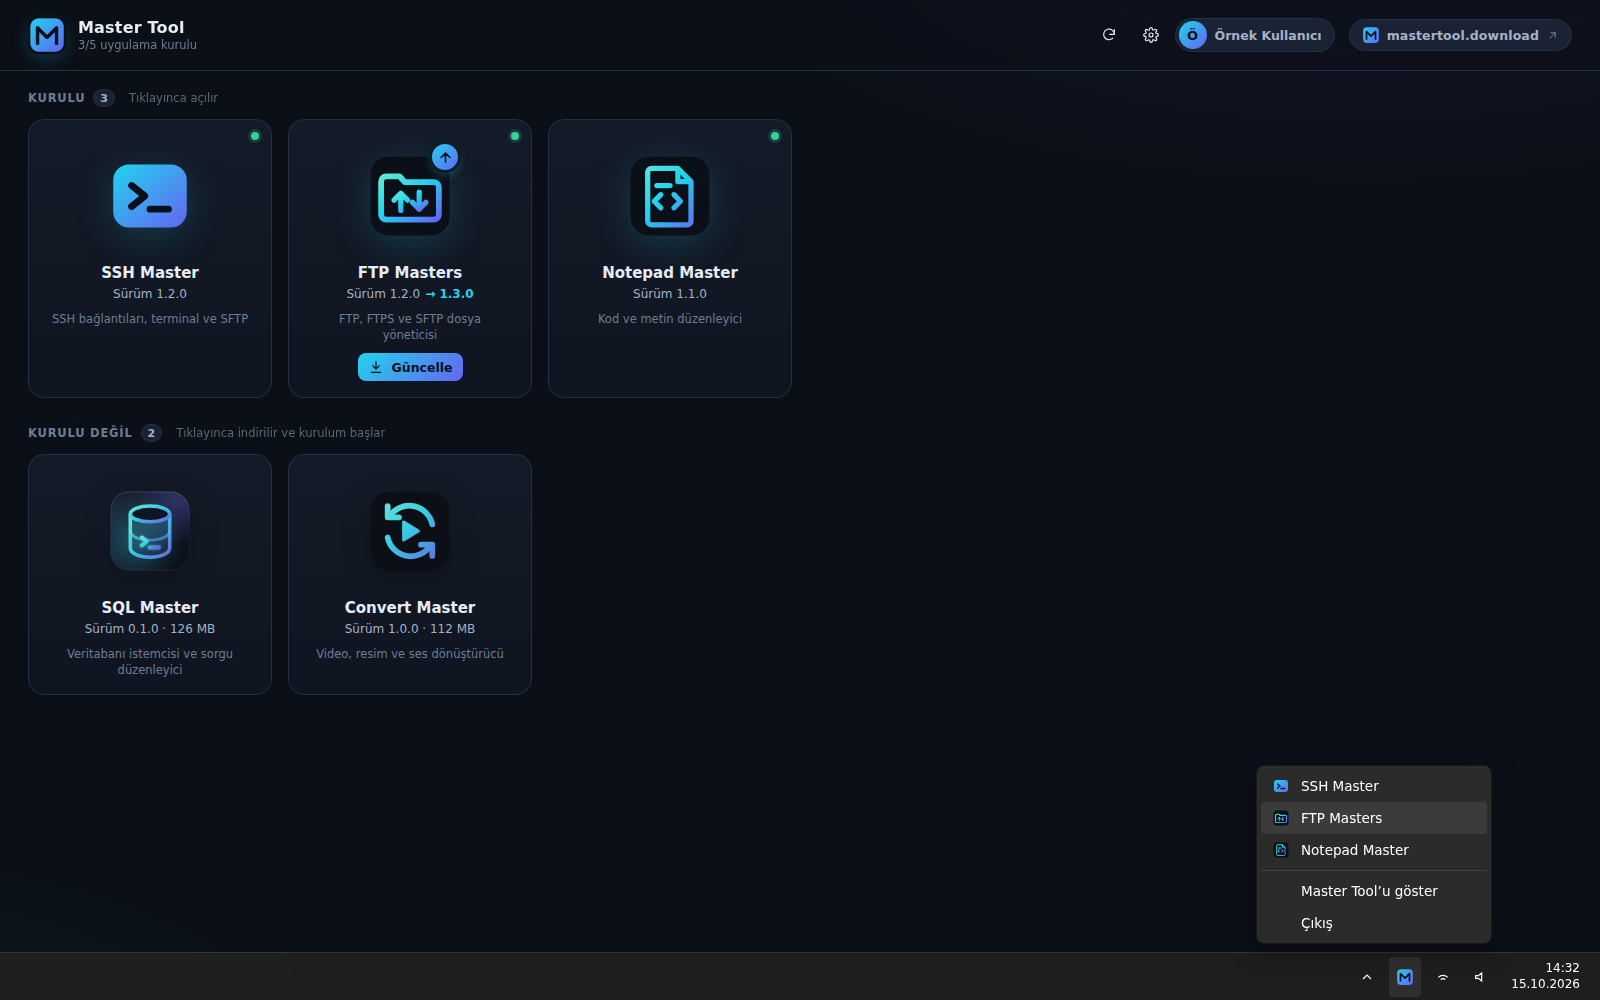 Master Tool
3/5 uygulama kurulu
Ö Örnek Kullanıcı
mastertool.download
KURULU 3 Tıklayınca açılır
SSH Master
Sürüm 1.2.0
SSH bağlantıları, terminal ve SFTP
FTP Masters
Sürüm 1.2.0 → 1.3.0
FTP, FTPS ve SFTP dosya
yöneticisi
Güncelle
Notepad Master
Sürüm 1.1.0
Kod ve metin düzenleyici
KURULU DEĞİL 2 Tıklayınca indirilir ve kurulum başlar
SQL Master
Sürüm 0.1.0 · 126 MB
Veritabanı istemcisi ve sorgu
düzenleyici
Convert Master
Sürüm 1.0.0 · 112 MB
Video, resim ve ses dönüştürücü
SSH Master
FTP Masters
Notepad Master
Master Tool’u göster
Çıkış
14:32
15.10.2026